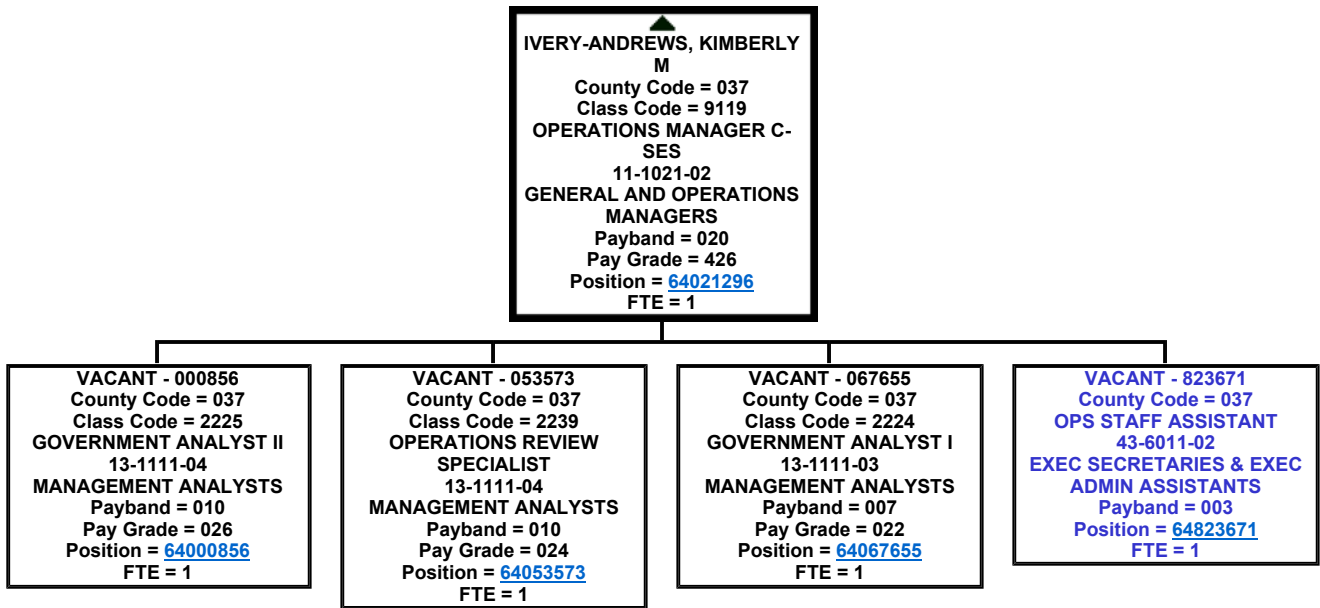 IVERY-ANDREWS, KIMBERLY
M
County Code = 037
Class Code = 9119
OPERATIONS MANAGER C-
SES
11-1021-02
GENERAL AND OPERATIONS
MANAGERS
Payband = 020
Pay Grade = 426
Position = 64021296
FTE = 1
VACANT - 000856
County Code = 037
Class Code = 2225
GOVERNMENT ANALYST II
13-1111-04
MANAGEMENT ANALYSTS
Payband = 010
Pay Grade = 026
Position = 64000856
FTE = 1
VACANT - 053573
County Code = 037
Class Code = 2239
OPERATIONS REVIEW
SPECIALIST
13-1111-04
MANAGEMENT ANALYSTS
Payband = 010
Pay Grade = 024
Position = 64053573
FTE = 1
VACANT - 067655
County Code = 037
Class Code = 2224
GOVERNMENT ANALYST I
13-1111-03
MANAGEMENT ANALYSTS
Payband = 007
Pay Grade = 022
Position = 64067655
FTE = 1
VACANT - 823671
County Code = 037
OPS STAFF ASSISTANT
43-6011-02
EXEC SECRETARIES & EXEC
ADMIN ASSISTANTS
Payband = 003
Position = 64823671
FTE = 1